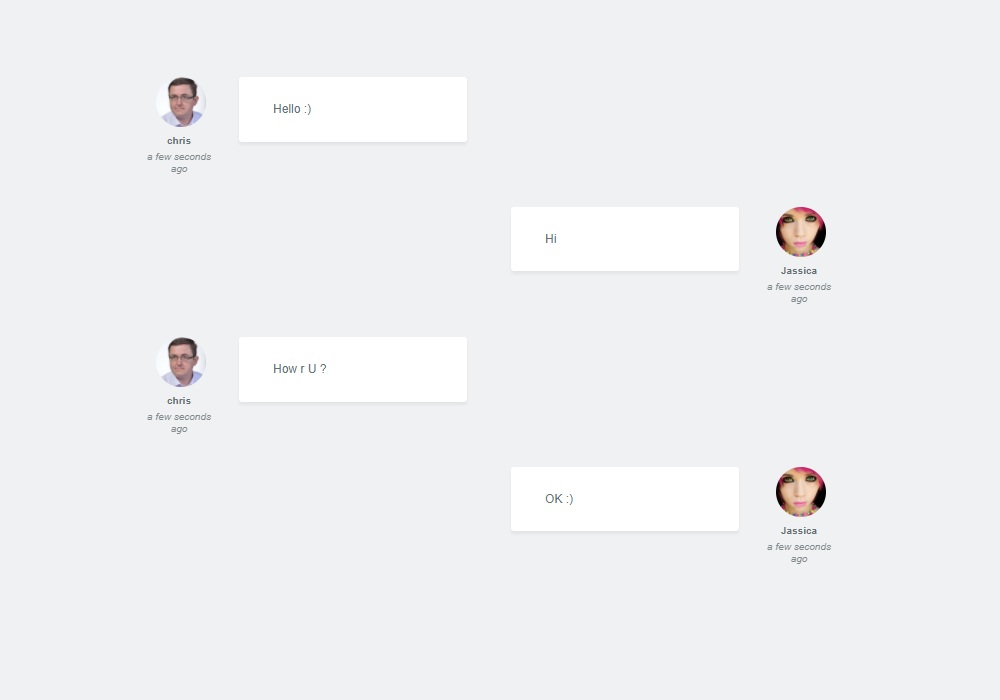 Hello :)
chris
a few seconds
ago
Hi
Jassica
a few seconds
ago
How r U ?
chris
a few seconds
ago
OK :)
Jassica
a few seconds
ago